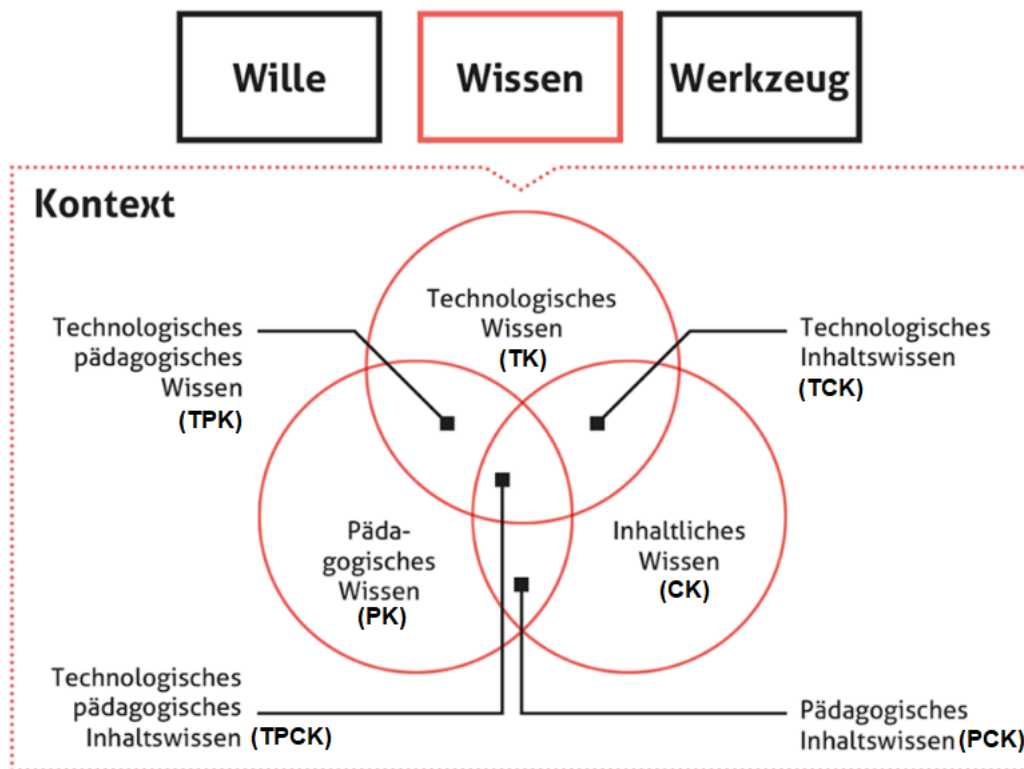 Wille
Wissen
Werkzeug
Kontext
Technologisches
Wissen
(TK)
Technologisches
pädagogisches
Wissen
(TPK)
Technologisches
Inhaltswissen
(TCK)
Päda-
gogisches
Wissen
(PK)
Inhaltliches
Wissen
(CK)
Technologisches
pädagogisches
Inhaltswissen (TPCK)
Pädagogisches
Inhaltswissen (PCK)